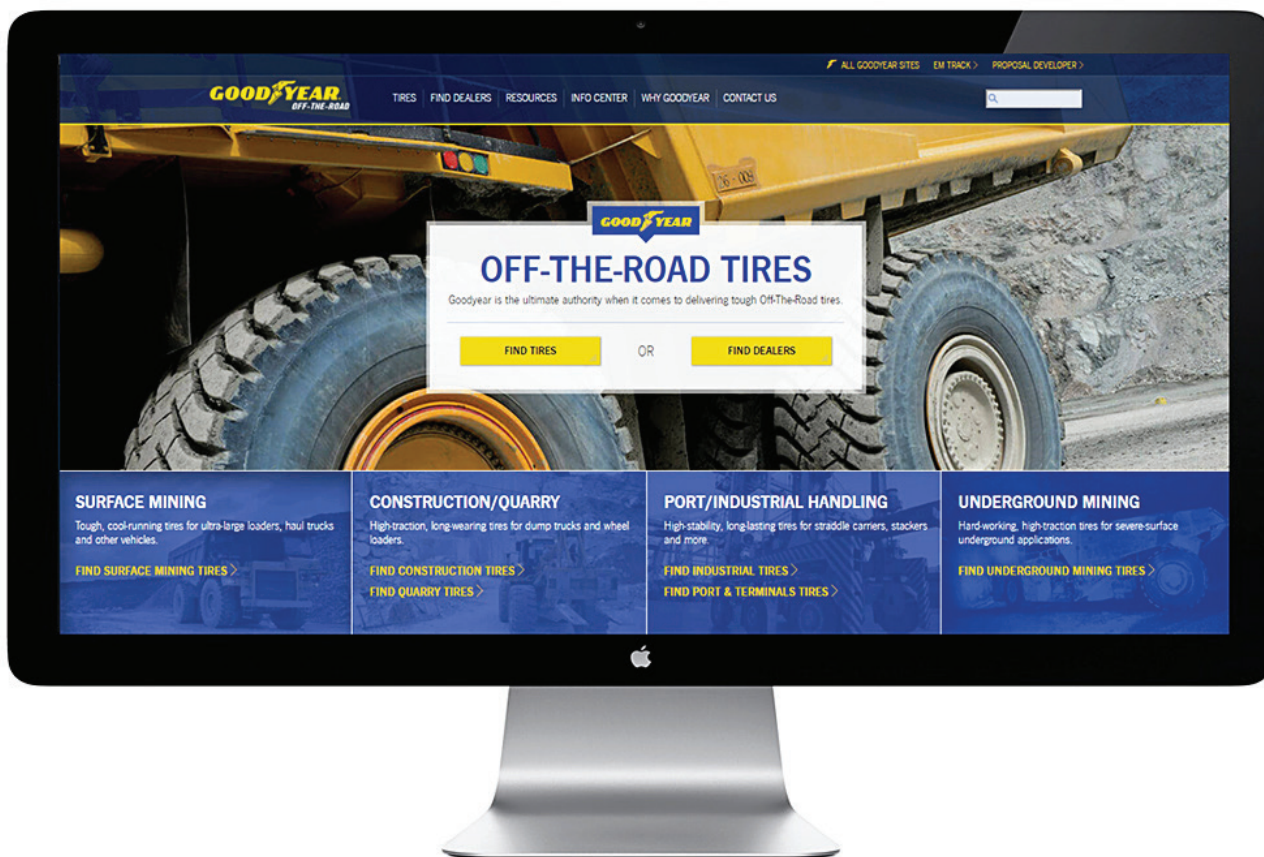 ALL GOODYEAR SITES EM TRACK > PROPOSAL DEVELOPER >
GOODYEAR
OFF-THE-ROAD
TIRES FIND DEALERS RESOURCES INFO CENTER WHY GOODYEAR CONTACT US
26-009
GOODYEAR
OFF-THE-ROAD TIRES
Goodyear is the ultimate authority when it comes to delivering tough Off-The-Road tires.
FIND TIRES OR FIND DEALERS
SURFACE MINING
Tough, cool-running tires for ultra-large loaders, haul trucks
and other vehicles.
FIND SURFACE MINING TIRES >
CONSTRUCTION/QUARRY
High-traction, long-wearing tires for dump trucks and wheel
loaders.
FIND CONSTRUCTION TIRES >
FIND QUARRY TIRES >
PORT/INDUSTRIAL HANDLING
High-stability, long-lasting tires for straddle carriers, stackers
and more.
FIND INDUSTRIAL TIRES >
FIND PORT & TERMINALS TIRES >
UNDERGROUND MINING
Hard-working, high-traction tires for severe-surface
underground applications.
FIND UNDERGROUND MINING TIRES >